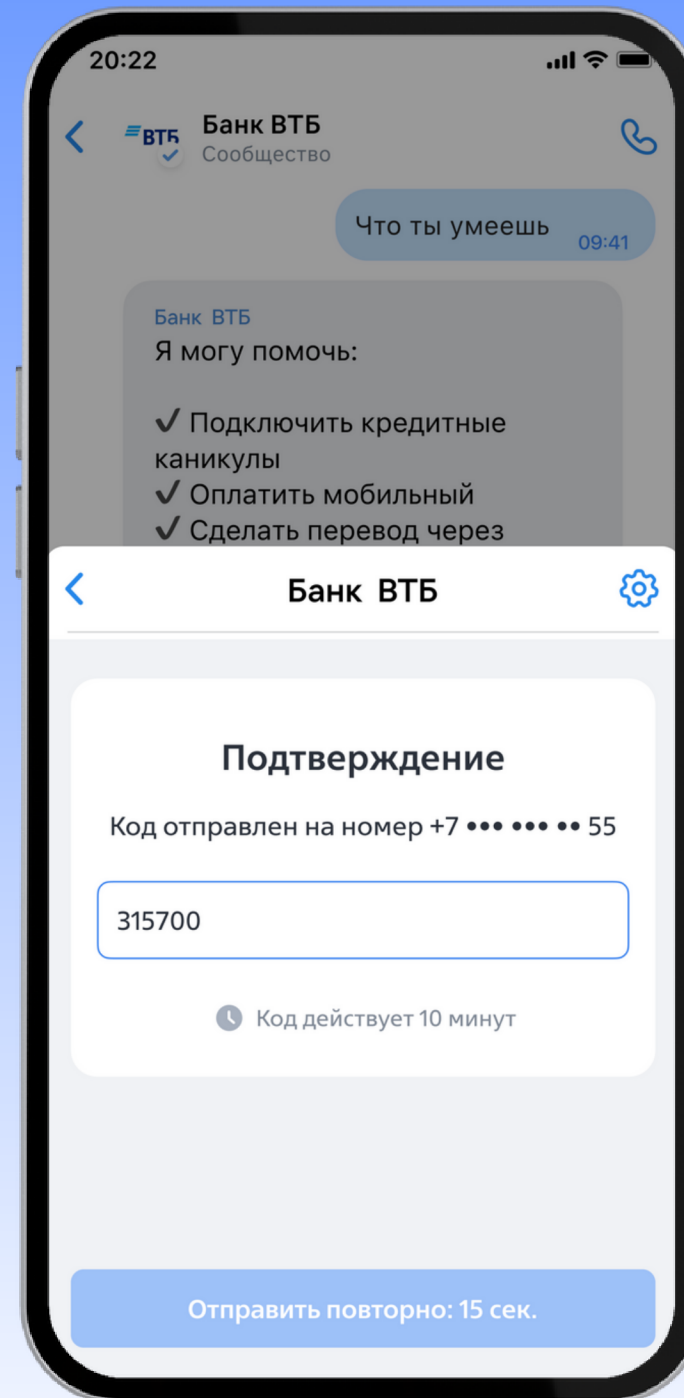 20:22
ВТБ
Банк ВТБ
Сообщество
Что ты умеешь
09:41
Банк ВТБ
Я могу помочь:
✓ Подключить кредитные
каникулы
✓ Оплатить мобильный
✓ Сделать перевод через
Банк ВТБ
Подтверждение
Код отправлен на номер +7 ••• ••• •• 55
315700
Код действует 10 минут
Отправить повторно: 15 сек.